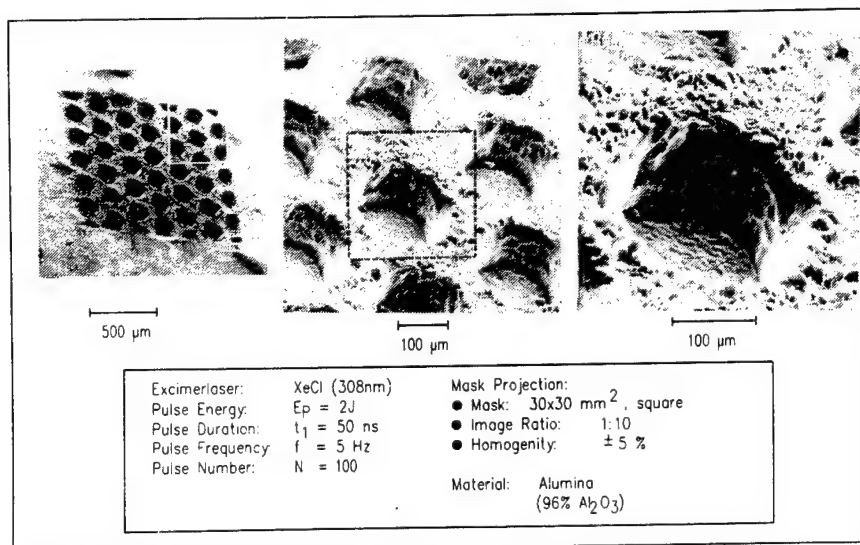 500 µm
100 µm
100 µm
Excimerlaser: XeCl (308nm)
Pulse Energy: Ep = 2J
Pulse Duration: t1 = 50 ns
Pulse Frequency f = 5 Hz
Pulse Number: N = 100
Mask Projection:
● Mask: 30x30 mm², square
● Image Ratio: 1:10
● Homogenity: ± 5 %
Material: Alumina
(96% Al2O3)